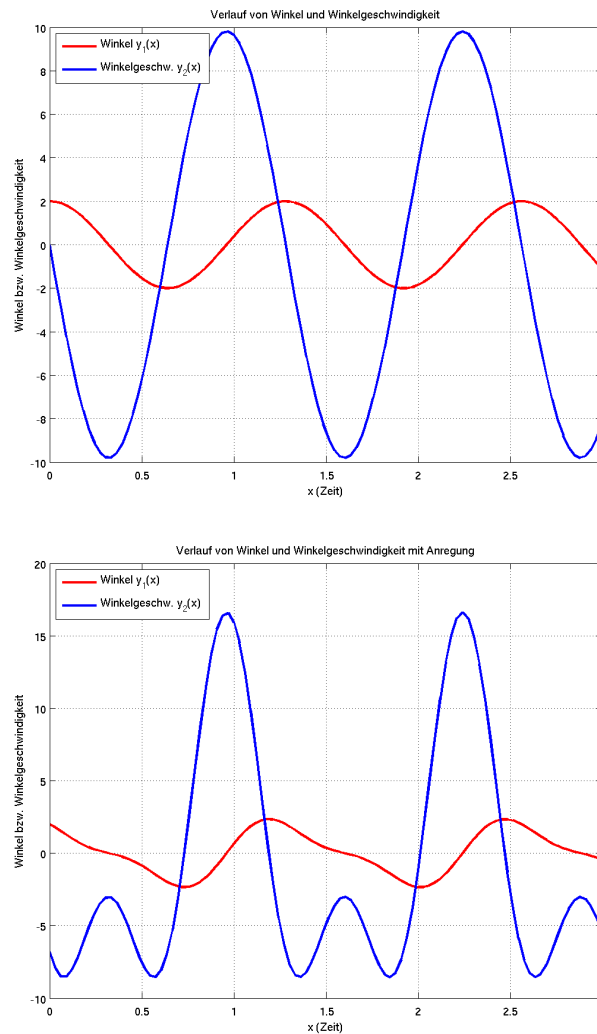 Verlauf von Winkel und Winkelgeschwindigkeit
10
8
6
4
2
0
-2
-4
-6
-8
-10
Winkel y1(x)
Winkelgeschw. y2(x)
Winkel bzw. Winkelgeschwindigkeit
0 0.5 1 1.5 2 2.5
x (Zeit)
Verlauf von Winkel und Winkelgeschwindigkeit mit Anregung
20
15
10
5
0
-5
-10
Winkel y1(x)
Winkelgeschw. y2(x)
Winkel bzw. Winkelgeschwindigkeit
0 0.5 1 1.5 2 2.5
x (Zeit)